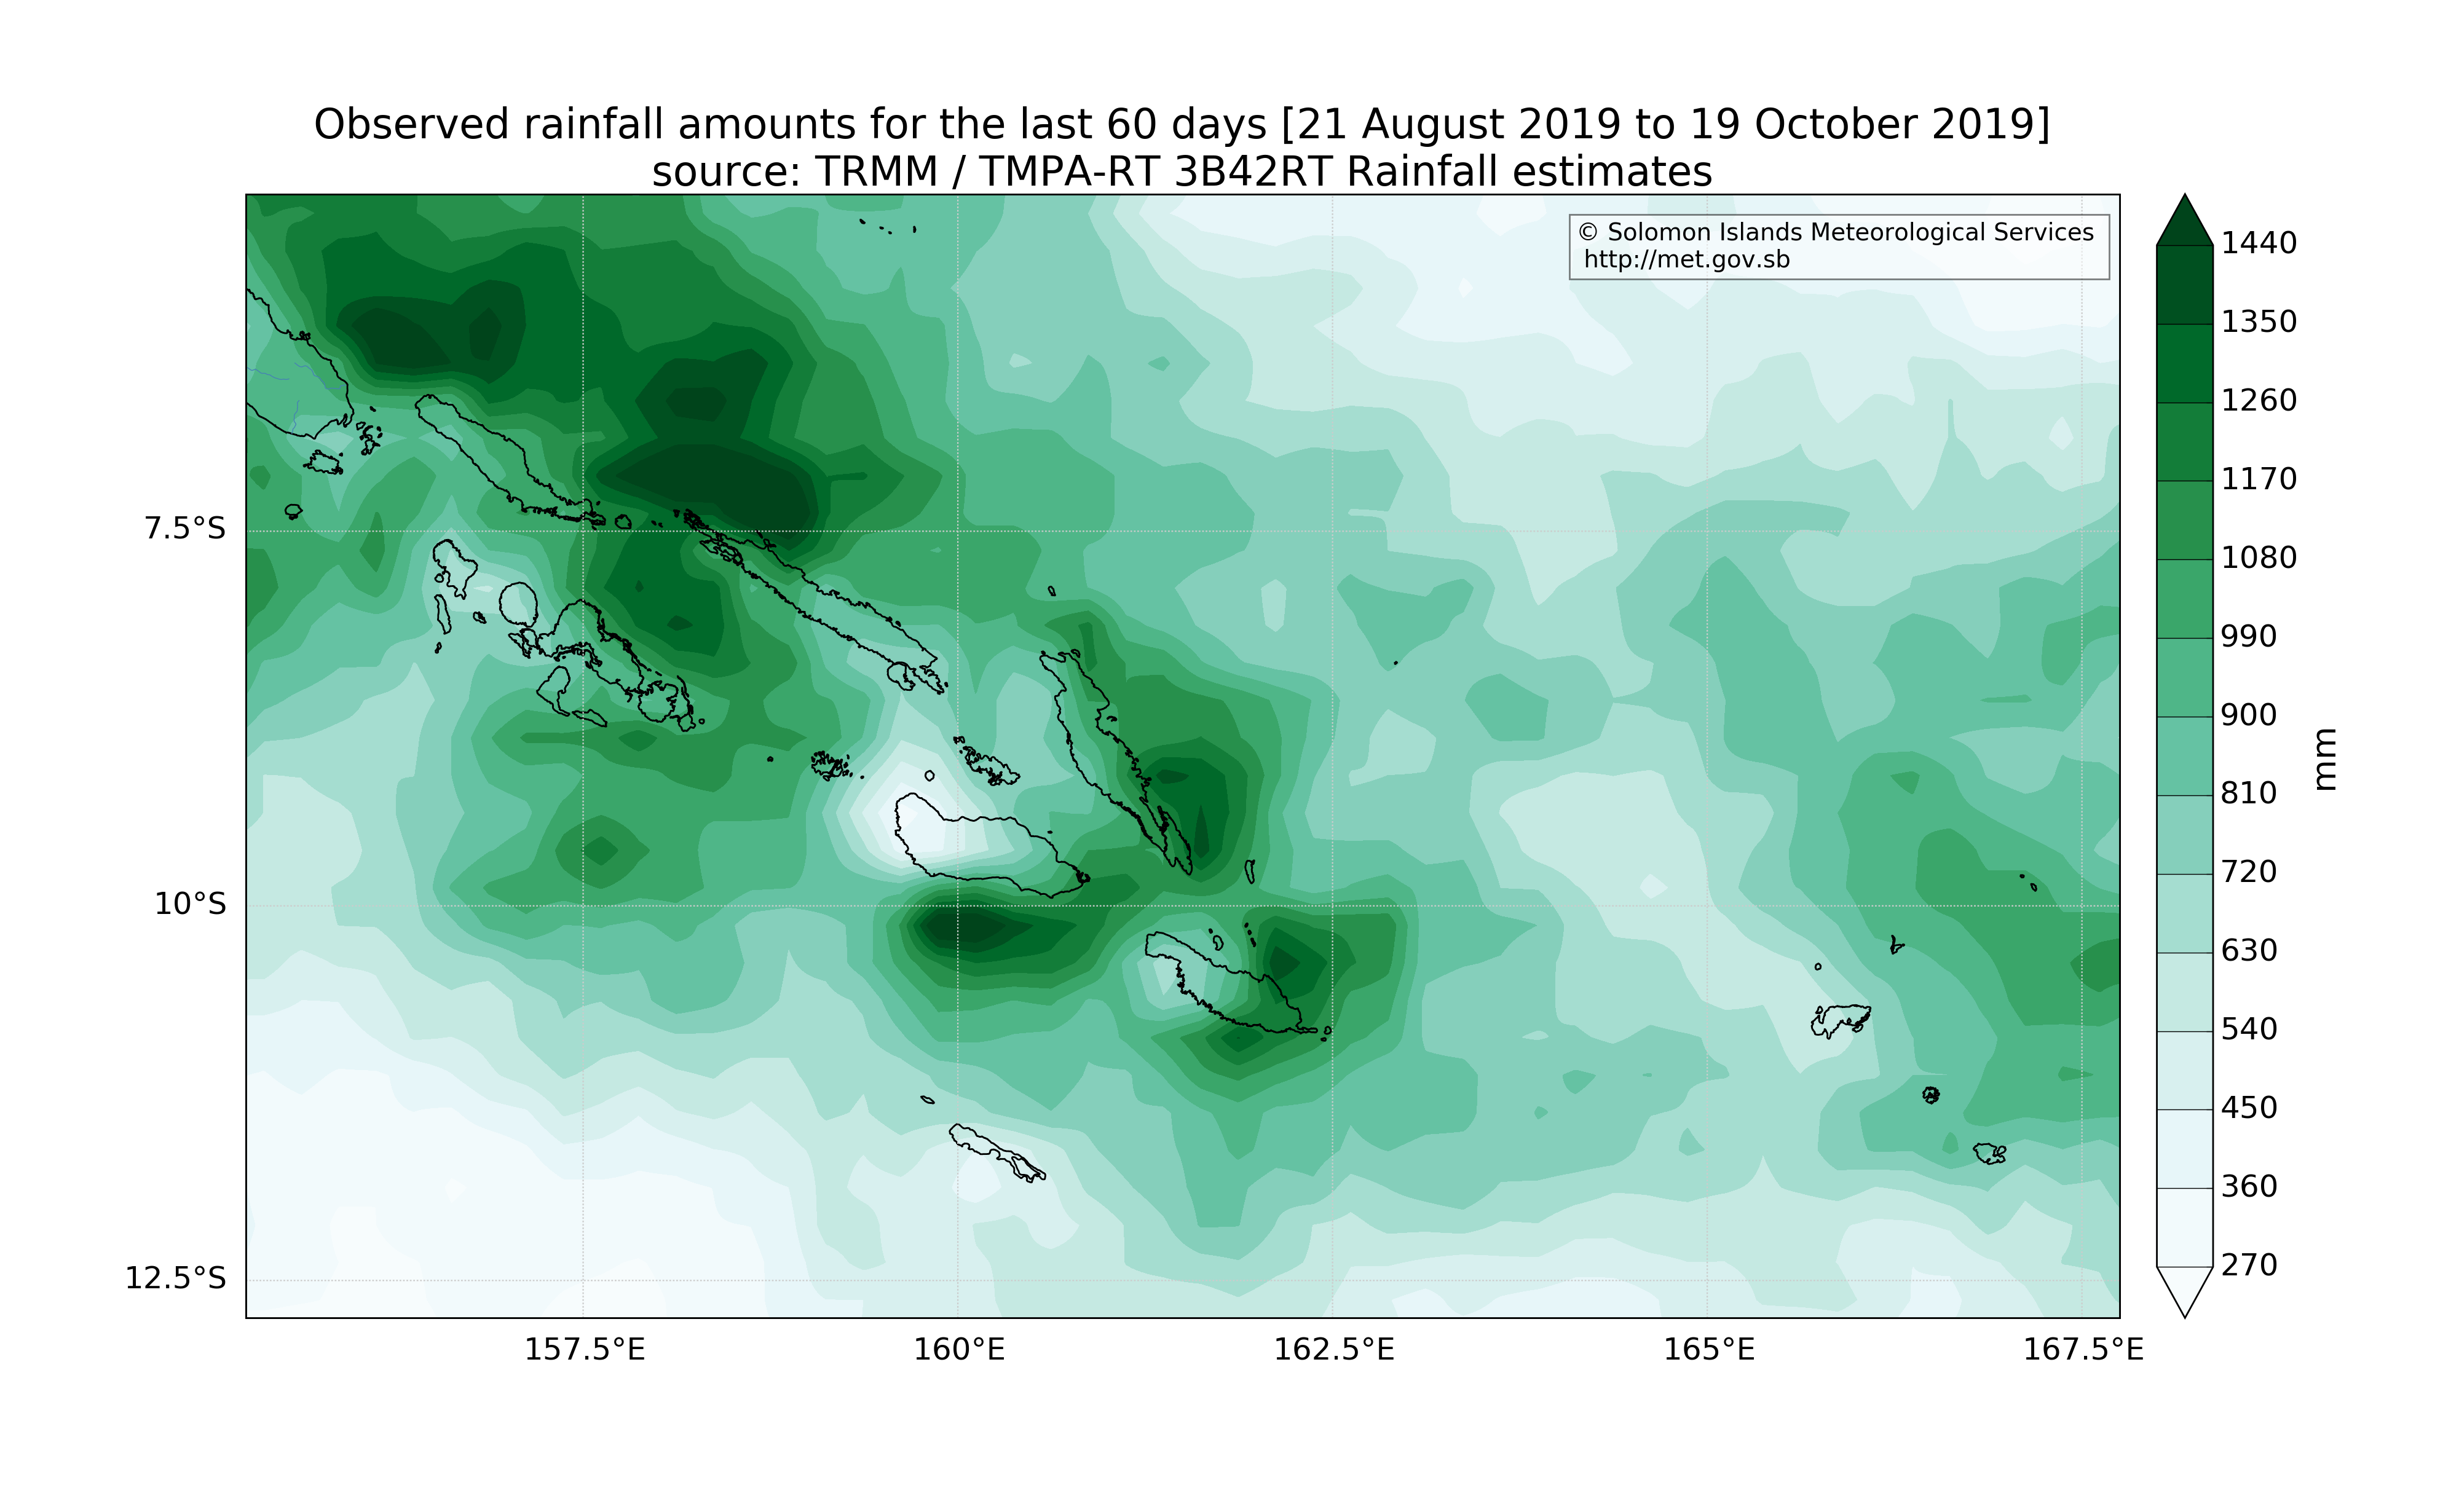 Observed rainfall amounts for the last 60 days [21 August 2019 to 19 October 2019]
source: TRMM / TMPA-RT 3B42RT Rainfall estimates
© Solomon Islands Meteorological Services
http://met.gov.sb
7.5°S
10°S
12.5°S
157.5°E
160°E
162.5°E
165°E
167.5°E
1440
1350
1260
1170
1080
990
900
810
720
630
540
450
360
270
mm